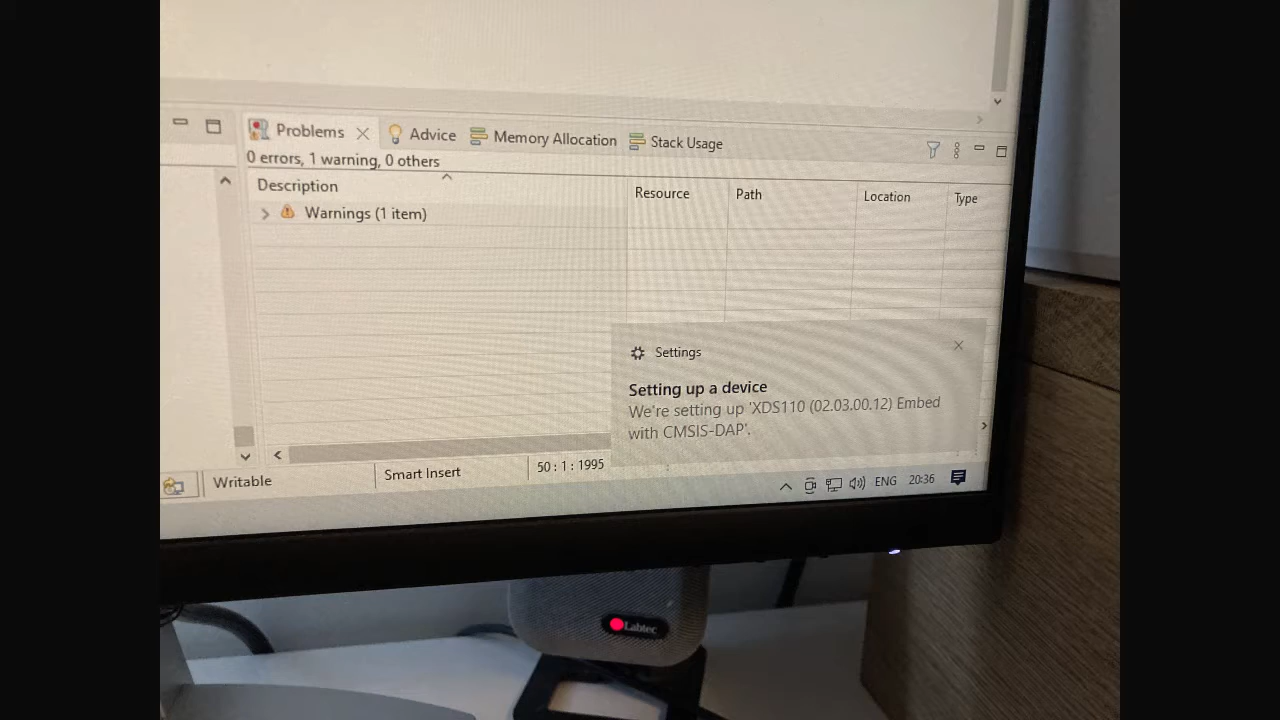 Problems
Advice
Memory Allocation
Stack Usage
0 errors, 1 warning, 0 others
Description
Resource
Path
Location
Type
Warnings (1 item)
Settings
Setting up a device
We're setting up 'XDS110 (02.03.00.12) Embed
with CMSIS-DAP'.
Writable
Smart Insert
50 : 1 : 1995
ENG
20:36
Labtec